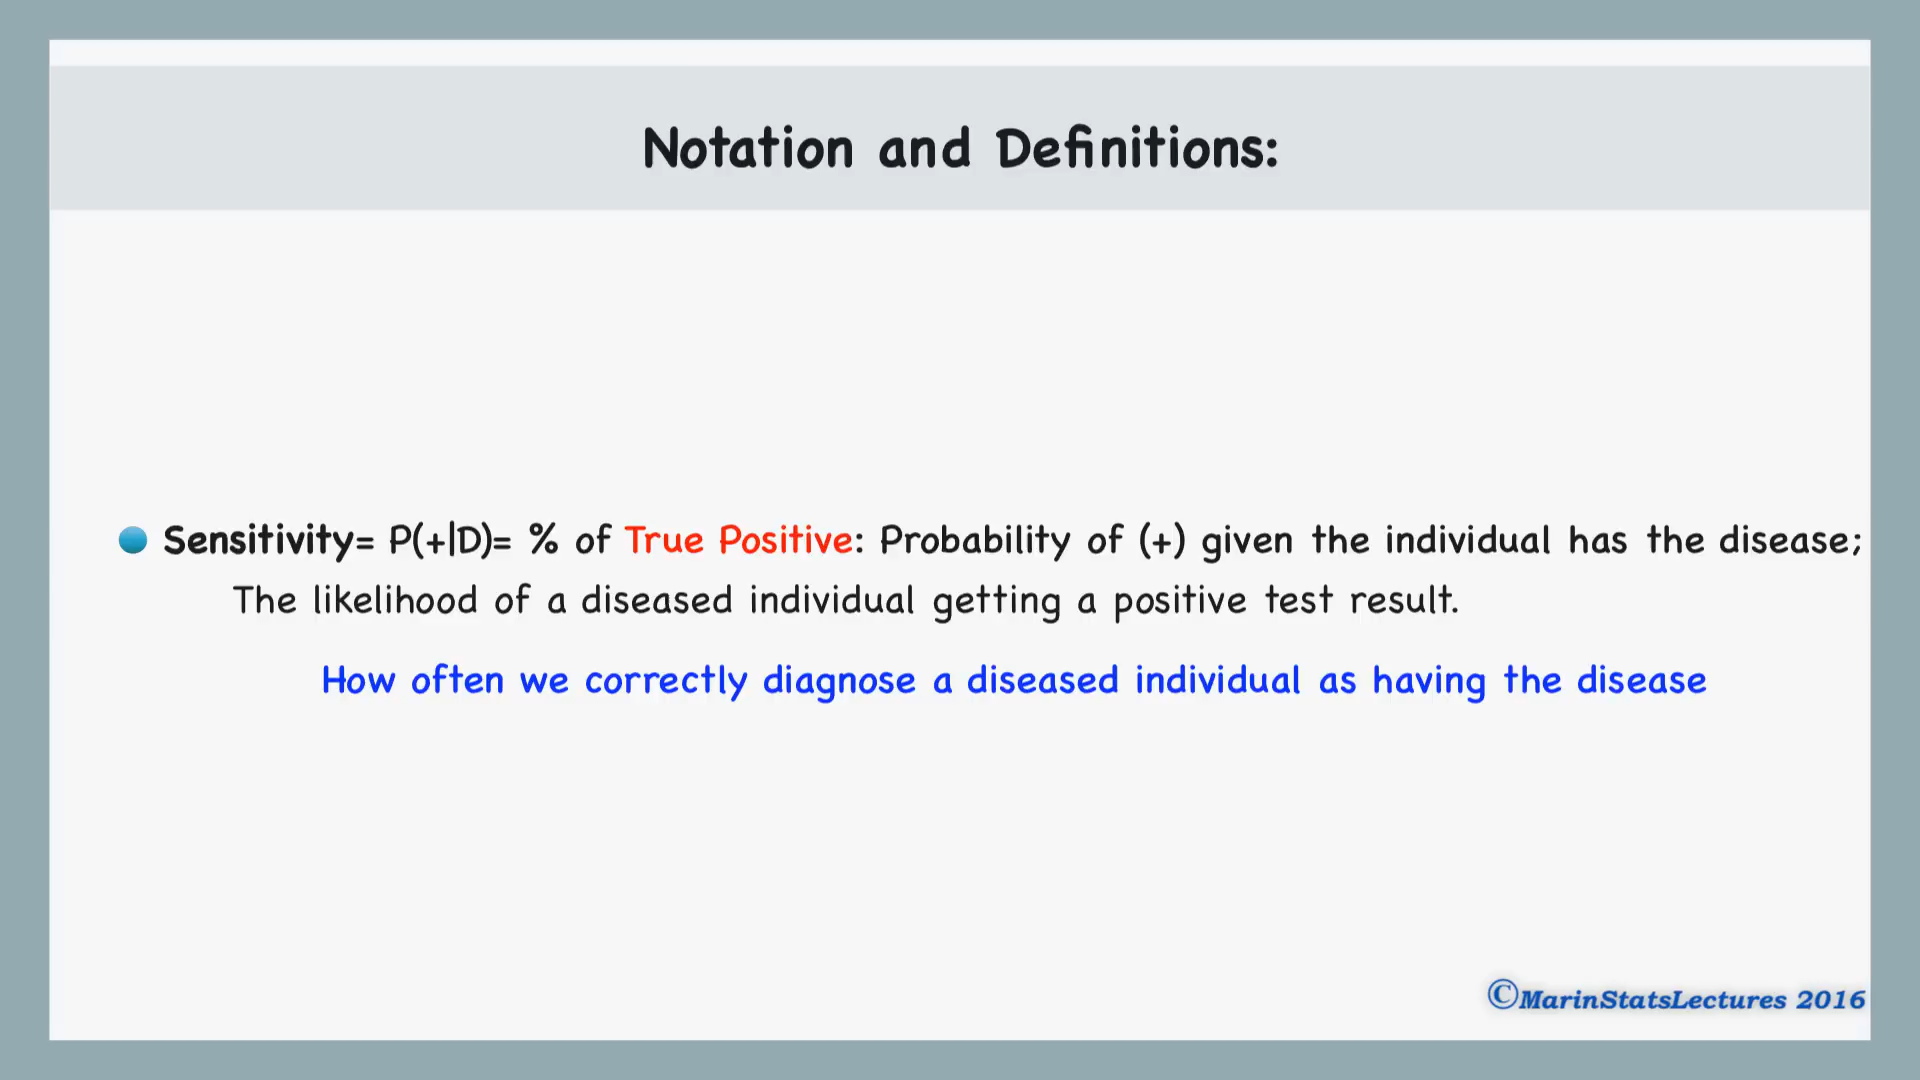 Notation and Definitions:
Sensitivity= P(+|D)= % of True Positive: Probability of (+) given the individual has the disease;
The likelihood of a diseased individual getting a positive test result.
How often we correctly diagnose a diseased individual as having the disease
©MarinStatsLectures 2016